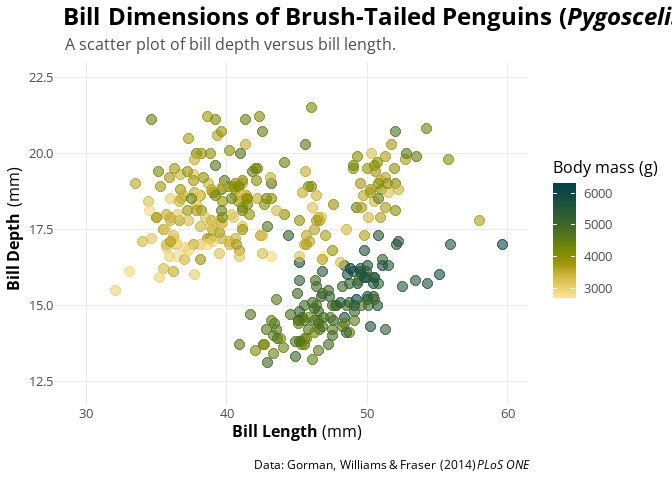 Bill Dimensions of Brush-Tailed Penguins (Pygoscelis
A scatter plot of bill depth versus bill length.
22.5
20.0
17.5
15.0
12.5
Bill Depth (mm)
30 40 50 60
Bill Length (mm)
Body mass (g)
6000
5000
4000
3000
Data: Gorman, Williams & Fraser (2014)PLoS ONE